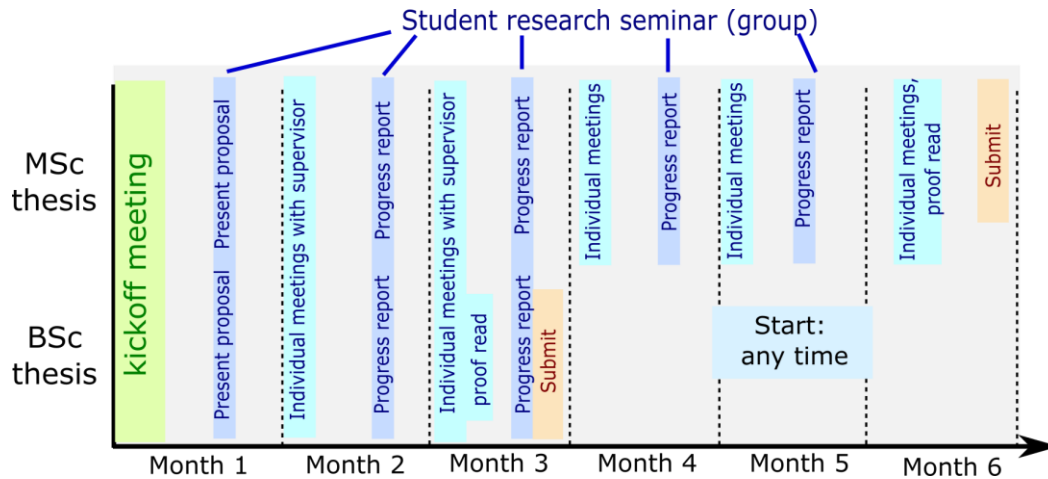 Student research seminar (group)
MSc
thesis
BSc
thesis
kickoff meeting
Present proposal
Present proposal
Individual meetings with supervisor
Progress report
Progress report
Individual meetings with supervisor
proof read
Progress report
Progress report
Submit
Individual meetings
Progress report
Individual meetings
Progress report
Individual meetings,
proof read
Submit
Start:
any time
Month 1
Month 2
Month 3
Month 4
Month 5
Month 6